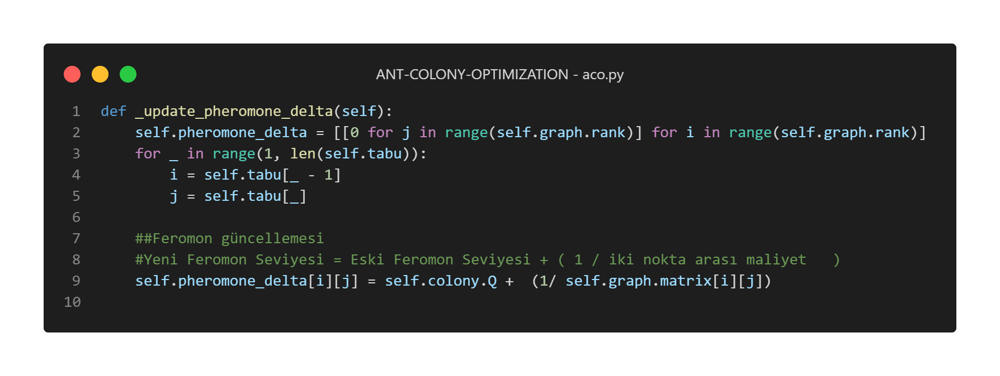 ANT-COLONY-OPTIMIZATION - aco.py
1 def _update_pheromone_delta(self):
2     self.pheromone_delta = [[0 for j in range(self.graph.rank)] for i in range(self.graph.rank)]
3     for _ in range(1, len(self.tabu)):
4         i = self.tabu[_ - 1]
5         j = self.tabu[_]
6
7     ##Feromon güncellemesi
8     #Yeni Feromon Seviyesi = Eski Feromon Seviyesi + ( 1 / iki nokta arası maliyet   )
9     self.pheromone_delta[i][j] = self.colony.Q +  (1/ self.graph.matrix[i][j])
10